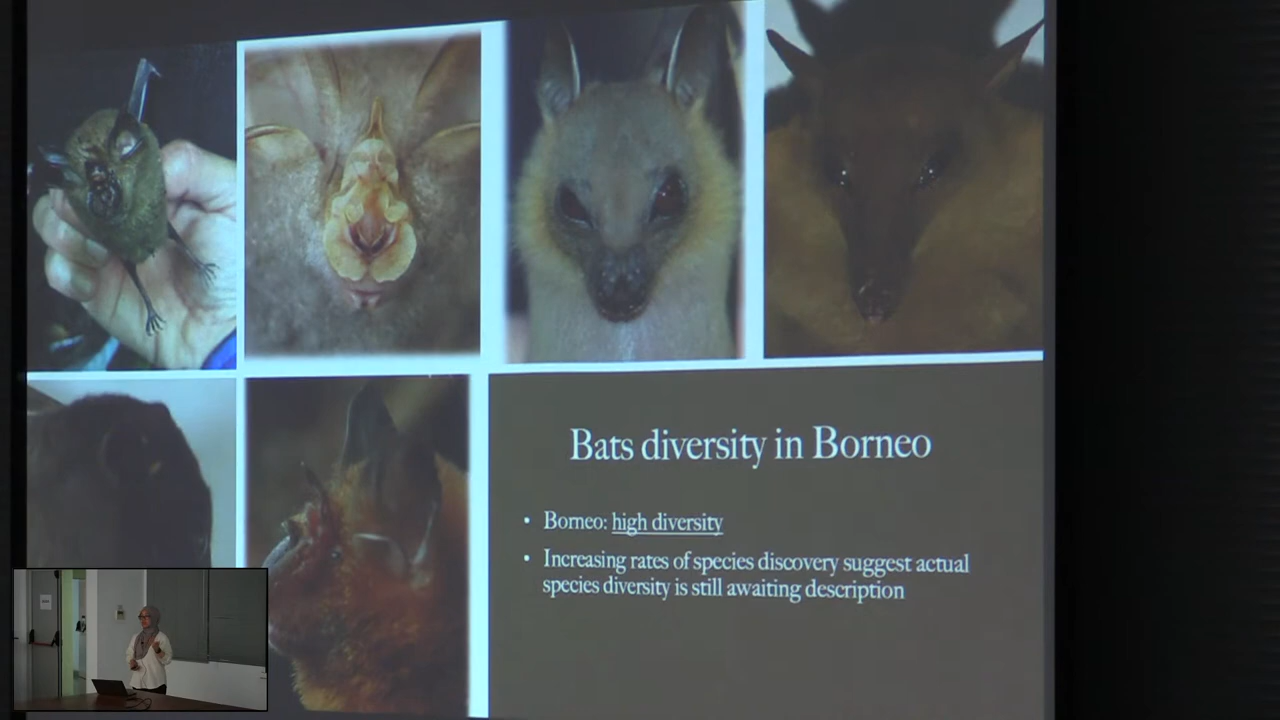 Bats diversity in Borneo
• Borneo: high diversity
• Increasing rates of species discovery suggest actual
species diversity is still awaiting description